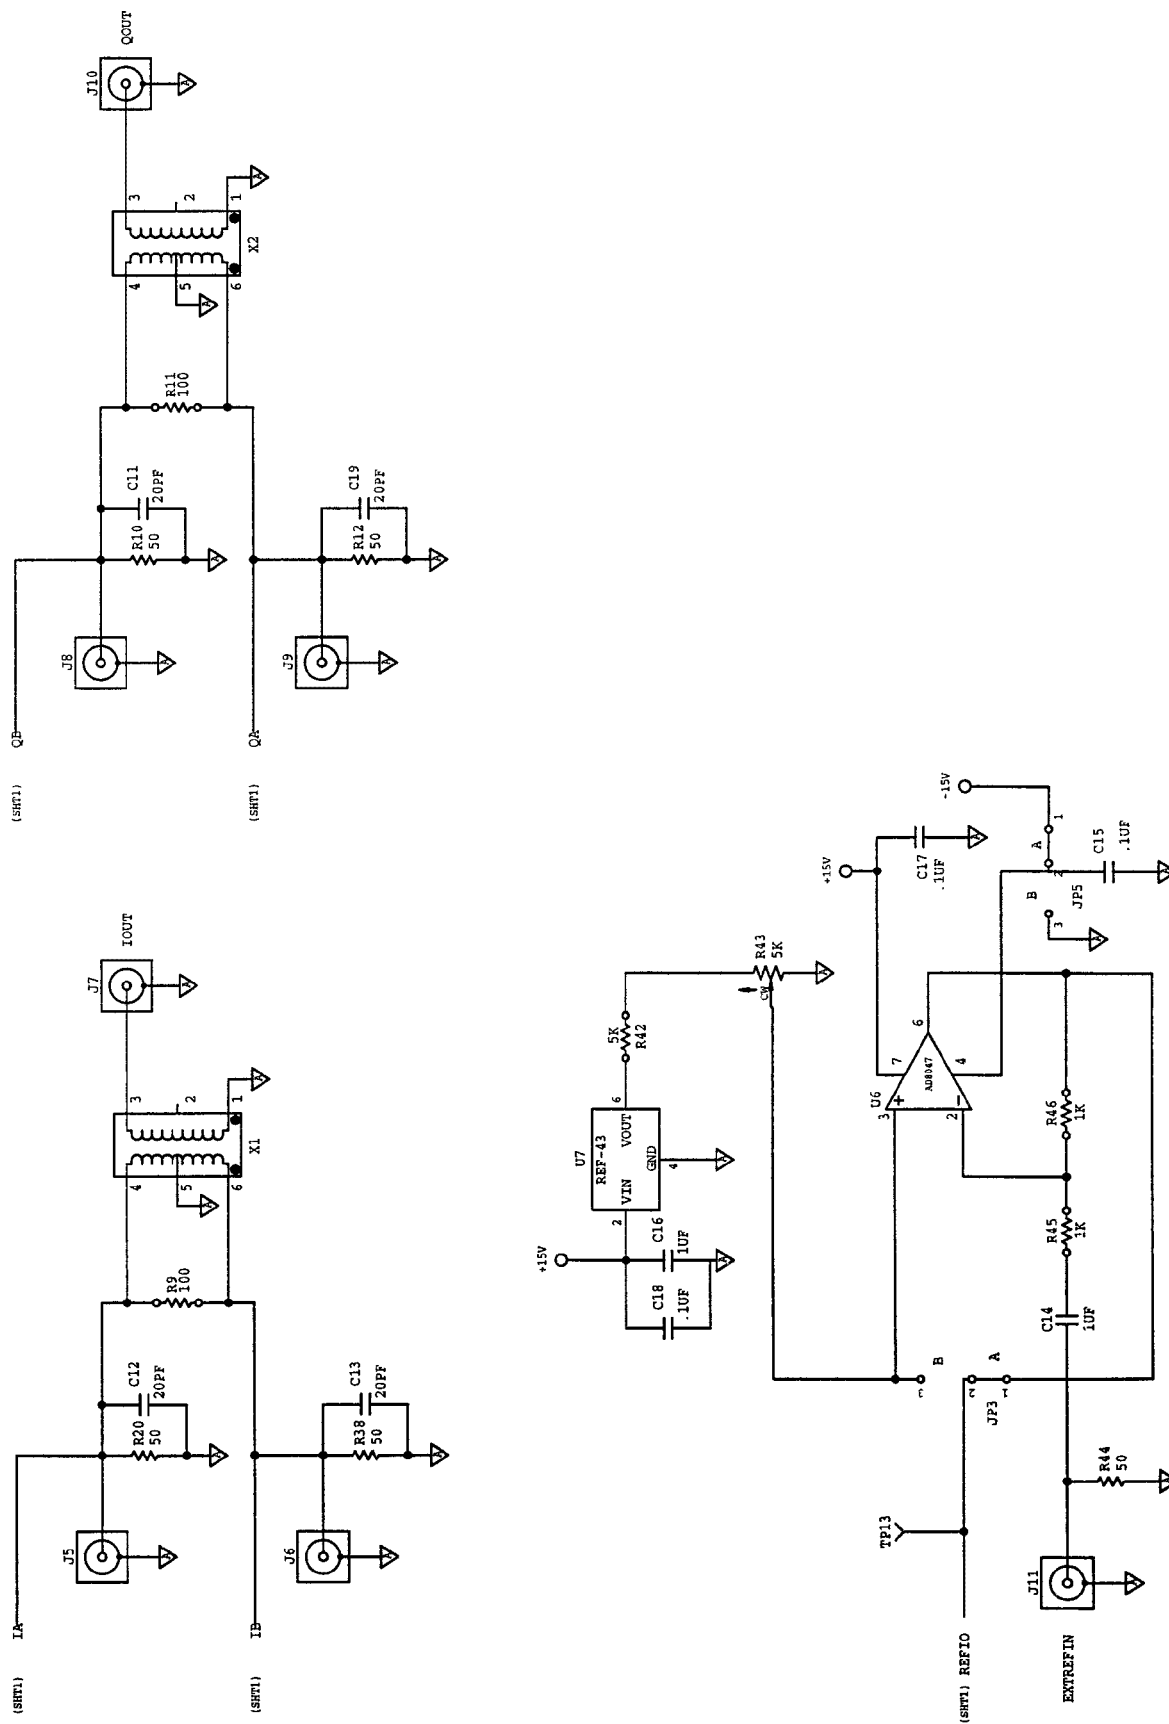 (SHT1) IA
J5
R20
50
C12
20PF
R9
100
4
5
6
X1
3
2
1
A
J7
IOUT
(SHT1) IB
J6
R38
50
C13
20PF
(SHT1) QB
J8
R10
50
C11
20PF
R11
100
4
5
6
X2
3
2
1
J10
QOUT
(SHT1) QA
J9
R12
50
C19
20PF
+15V
C18
.1UF
C16
1UF
2
U7
REF-43
VIN
VOUT
GND
4
6
5K
R42
R43
5K
CW
+15V
C17
.1UF
-15V
U6
3
+
2
-
AD8047
7
4
6
1
A
2
B
3
JP5
C15
.1UF
TP13
(SHT1) REFIO
3
B
2
A
1
JP3
EXTREFIN
J11
R44
50
C14
1UF
R45
1K
R46
1K